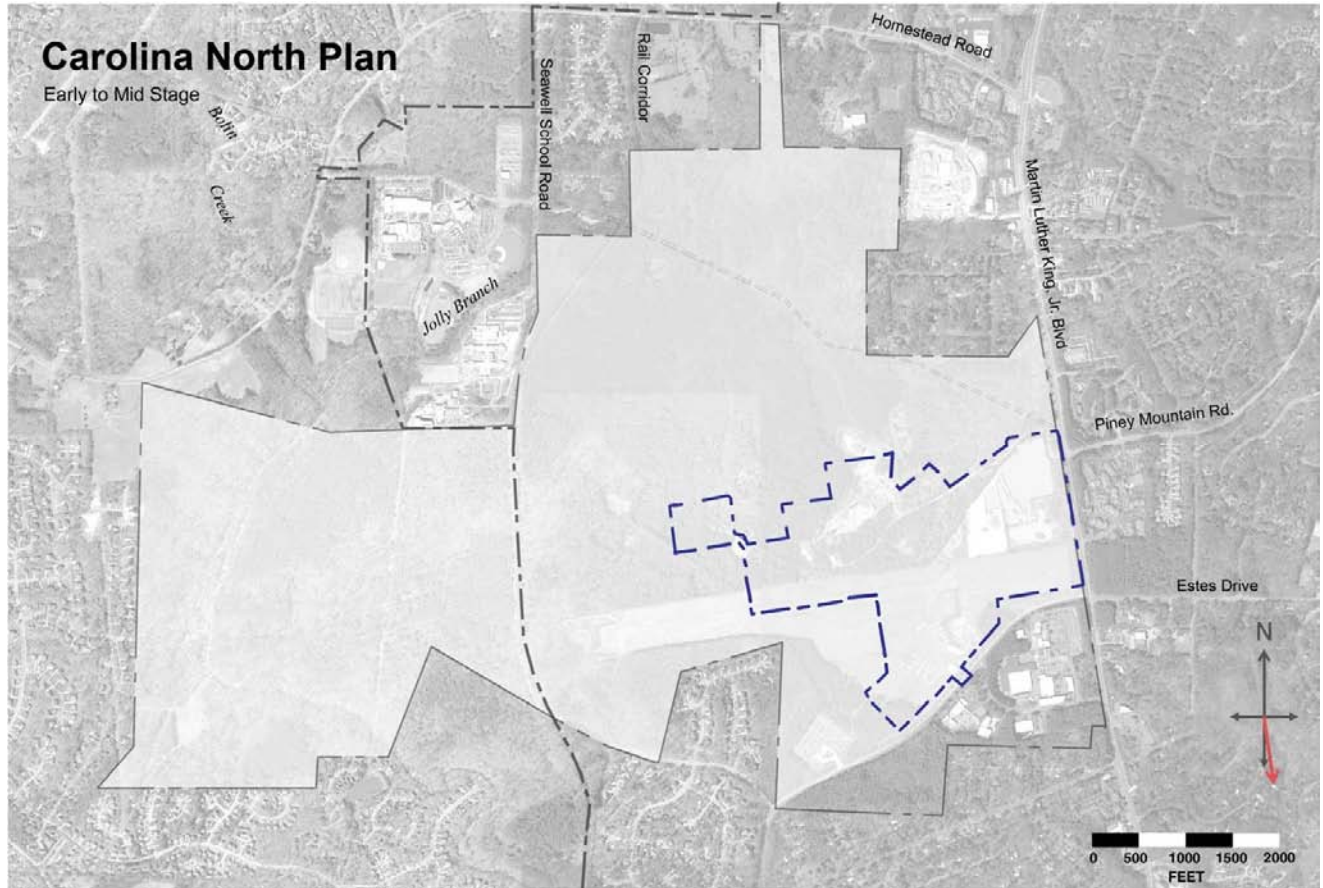 Carolina North Plan
Early to Mid Stage
Homestead Road
Rail Corridor
Seawell School Road
Bolin
Creek
Jolly Branch
Martin Luther King, Jr. Blvd
Piney Mountain Rd.
Estes Drive
N
0 500 1000 1500 2000
FEET